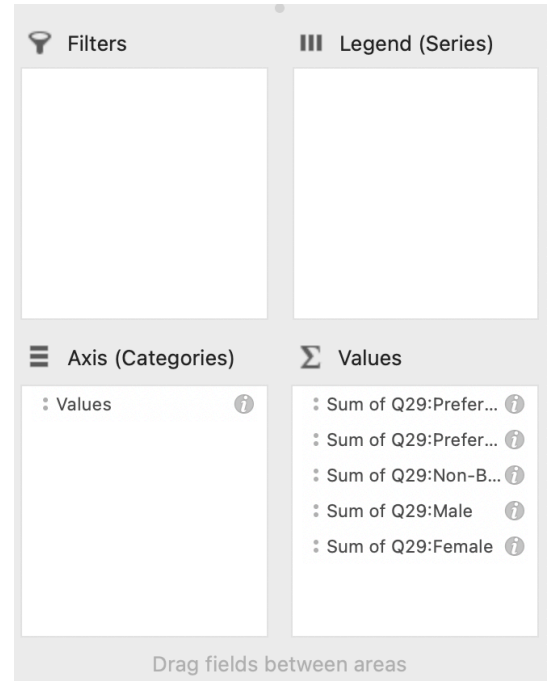 Filters
Legend (Series)
Axis (Categories)
Values
Values
Sum of Q29:Prefer...
Sum of Q29:Prefer...
Sum of Q29:Non-B...
Sum of Q29:Male
Sum of Q29:Female
Drag fields between areas